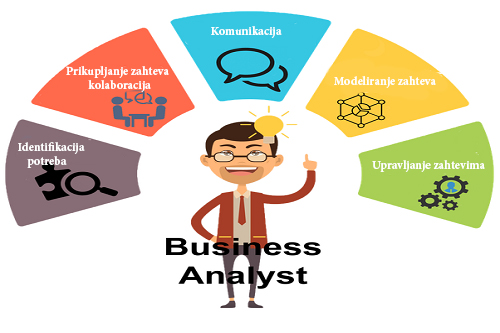 Identifikacija
potreba
Prikupljanje zahteva
kolaboracija
Komunikacija
Modeliranje zahteva
Upravljanje zahtevima
Business
Analyst